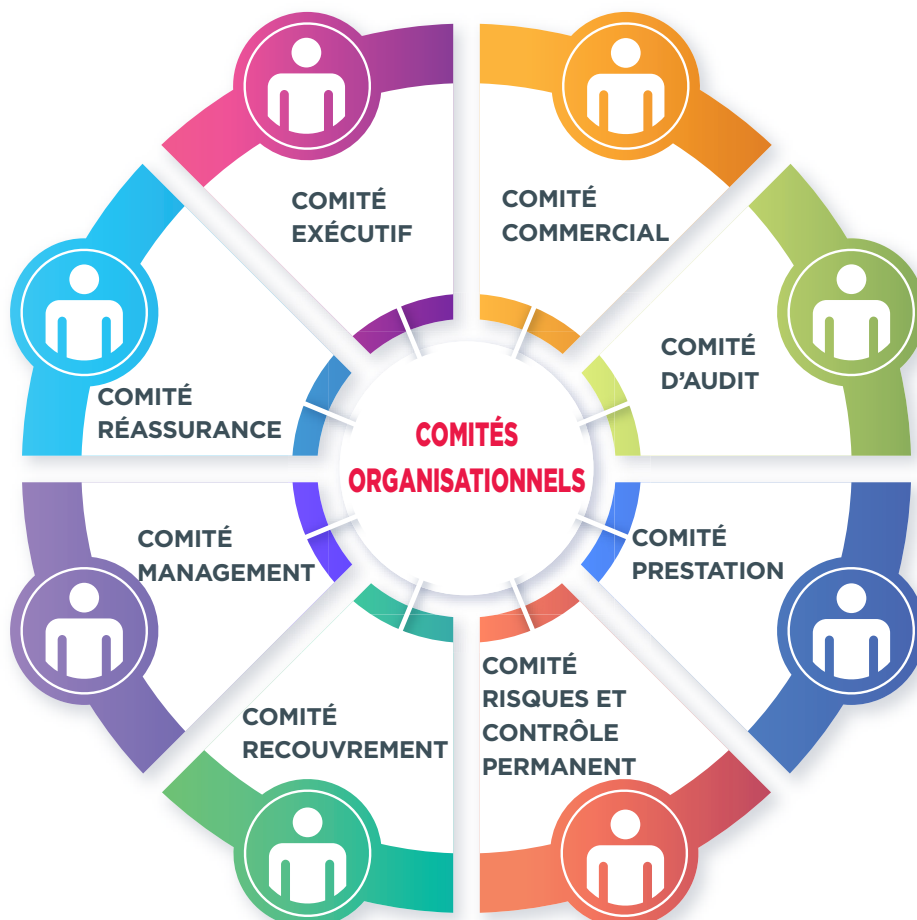 COMITÉ
EXÉCUTIF
COMITÉ
COMMERCIAL
COMITÉ
D’AUDIT
COMITÉ
RÉASSURANCE
COMITÉS
ORGANISATIONNELS
COMITÉ
MANAGEMENT
COMITÉ
PRESTATION
COMITÉ
RECOUVREMENT
COMITÉ
RISQUES ET
CONTRÔLE
PERMANENT